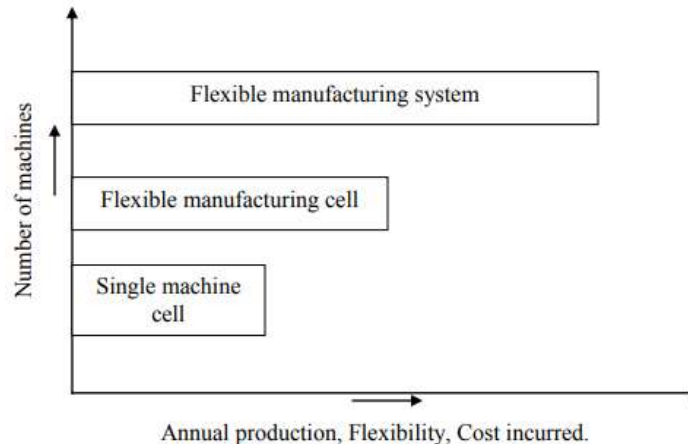 Number of machines
Flexible manufacturing system
Flexible manufacturing cell
Single machine
cell
Annual production, Flexibility, Cost incurred.